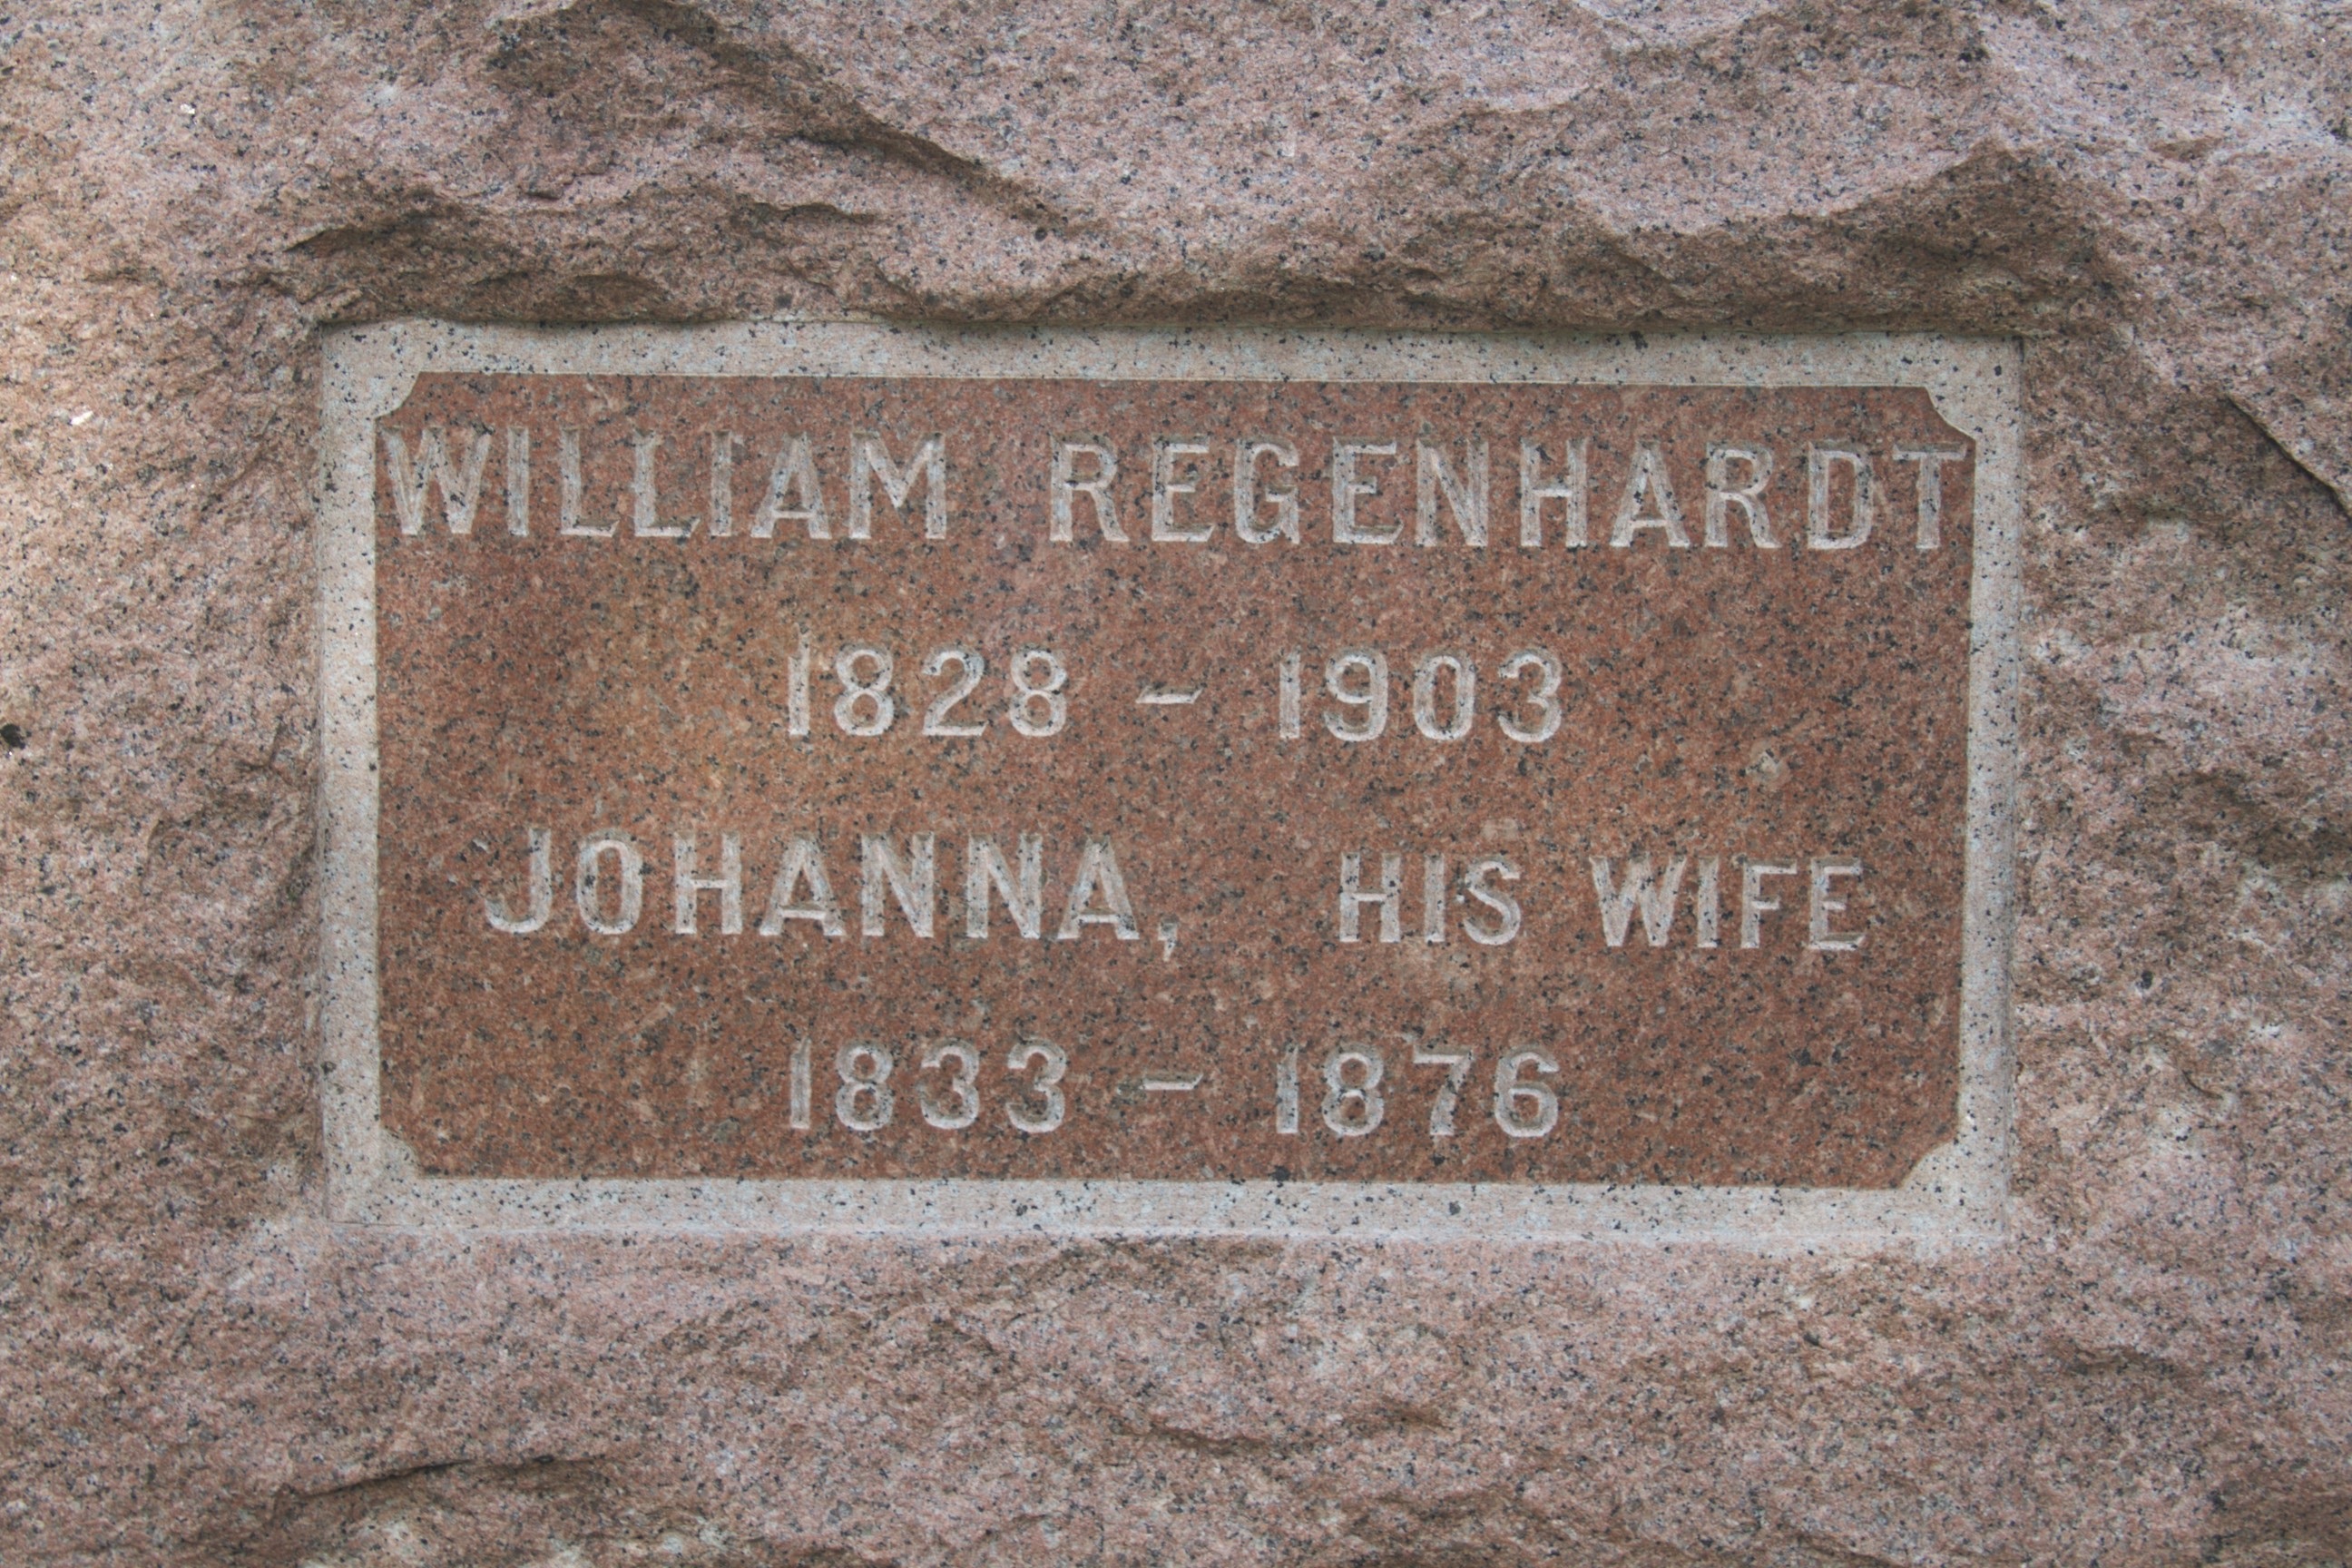 WILLIAM REGENHARDT
1828 - 1903
JOHANNA, HIS WIFE
1833 - 1876